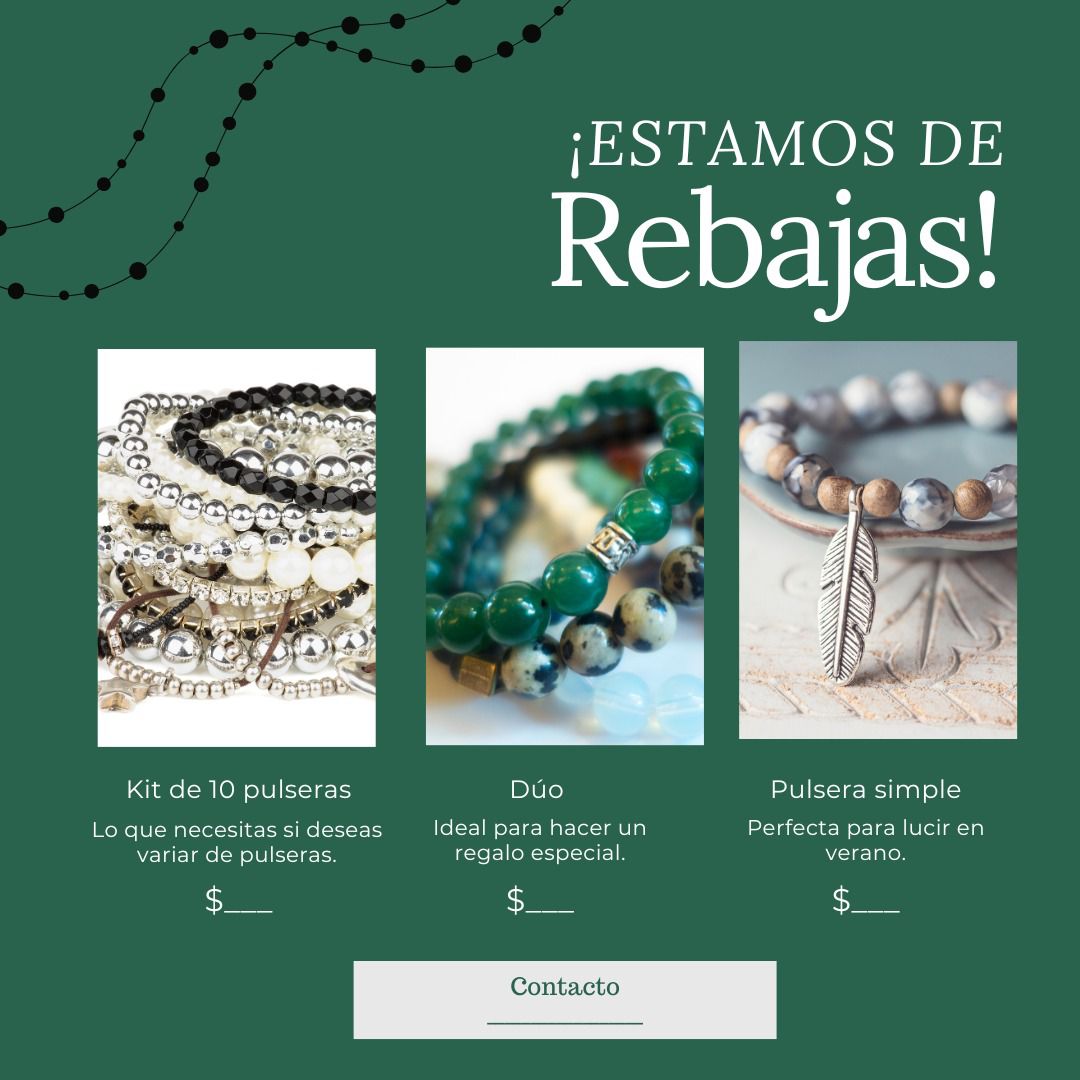 ¡ESTAMOS DE
Rebajas!
Kit de 10 pulseras
Lo que necesitas si deseas
variar de pulseras.
$___
Dúo
Ideal para hacer un
regalo especial.
$___
Pulsera simple
Perfecta para lucir en
verano.
$___
Contacto
_____________